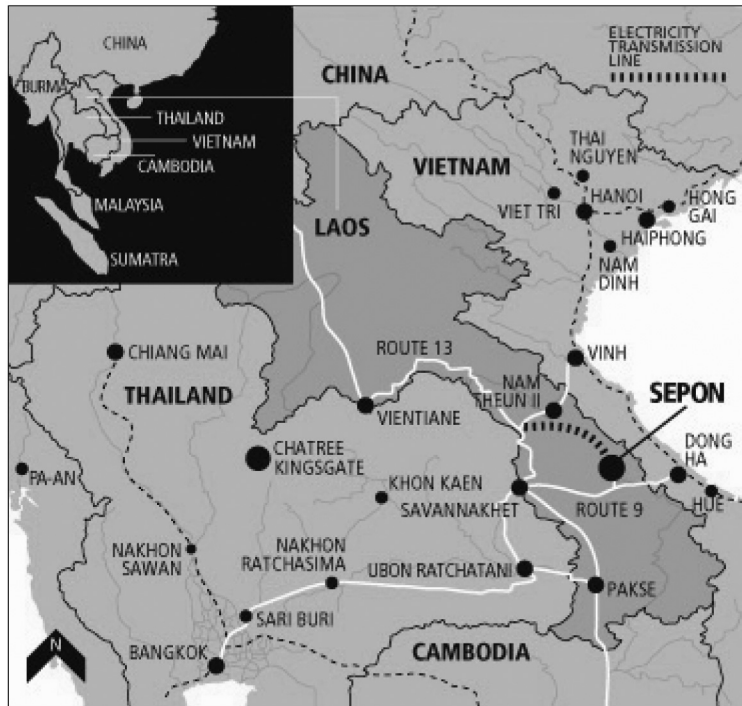 CHINA
BURMA
THAILAND
VIETNAM
CAMBODIA
MALAYSIA
SUMATRA
ELECTRICITY
TRANSMISSION
LINE
CHINA
VIETNAM
THAI
NGUYEN
VIET TRI
HANOI
HONG
GAI
HAIPHONG
NAM
DINH
LAOS
CHIANG MAI
ROUTE 13
VINH
THAILAND
NAM
THEUN II
SEPON
VIENTIANE
CHATREE
KINGSGATE
DONG
HA
PA-AN
KHON KAEN
SAVANNAKHET
ROUTE 9
HUE
NAKHON
SAWAN
NAKHON
RATCHASIMA
UBON RATCHATANI
PAKSE
SARI BURI
BANGKOK
CAMBODIA
N